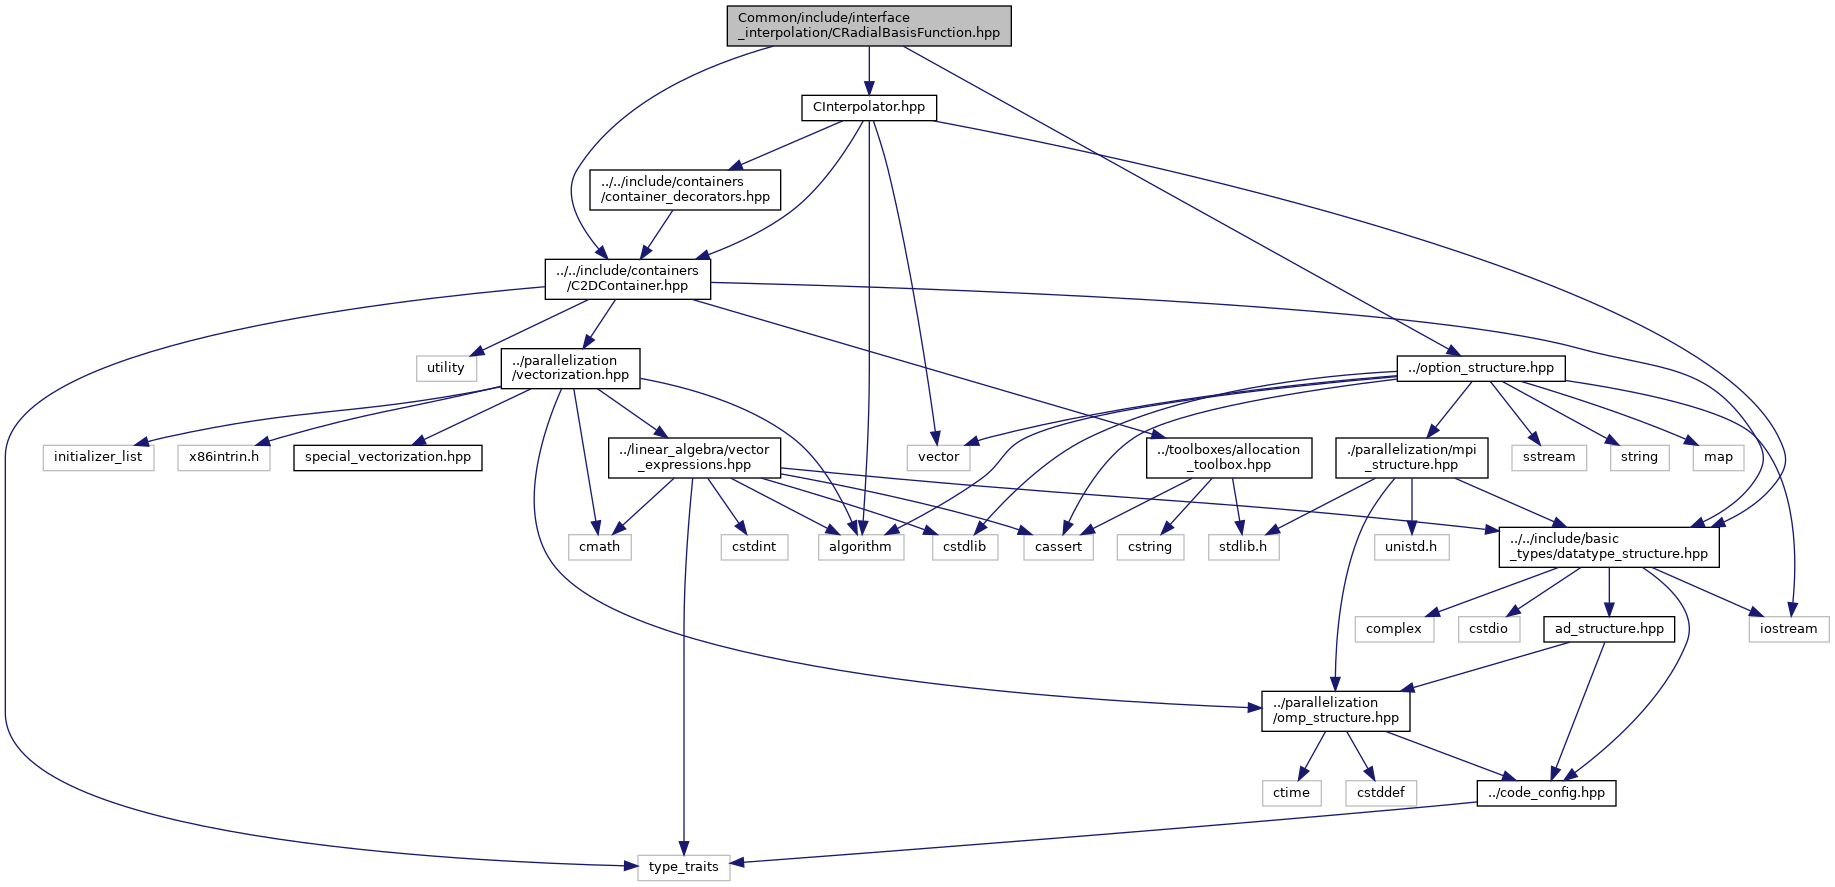 Common/include/interface
_interpolation/CRadialBasisFunction.hpp
CInterpolator.hpp
../../include/containers
/container_decorators.hpp
../../include/containers
/C2DContainer.hpp
utility
../parallelization
/vectorization.hpp
../option_structure.hpp
initializer_list
x86intrin.h
special_vectorization.hpp
../linear_algebra/vector
_expressions.hpp
vector
../toolboxes/allocation
_toolbox.hpp
./parallelization/mpi
_structure.hpp
sstream
string
map
cmath
cstdint
algorithm
cstdlib
cassert
cstring
stdlib.h
unistd.h
../../include/basic
_types/datatype_structure.hpp
complex
cstdio
ad_structure.hpp
iostream
../parallelization
/omp_structure.hpp
ctime
cstddef
../code_config.hpp
type_traits